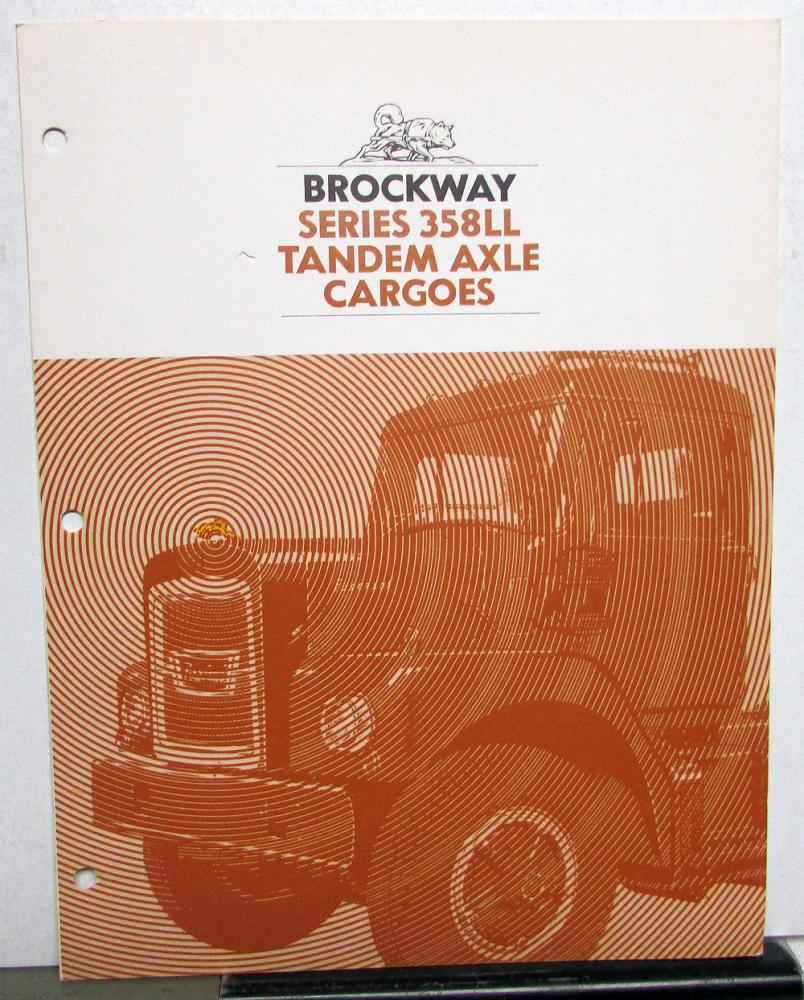 BROCKWAY
SERIES 358LL
TANDEM AXLE
CARGOES